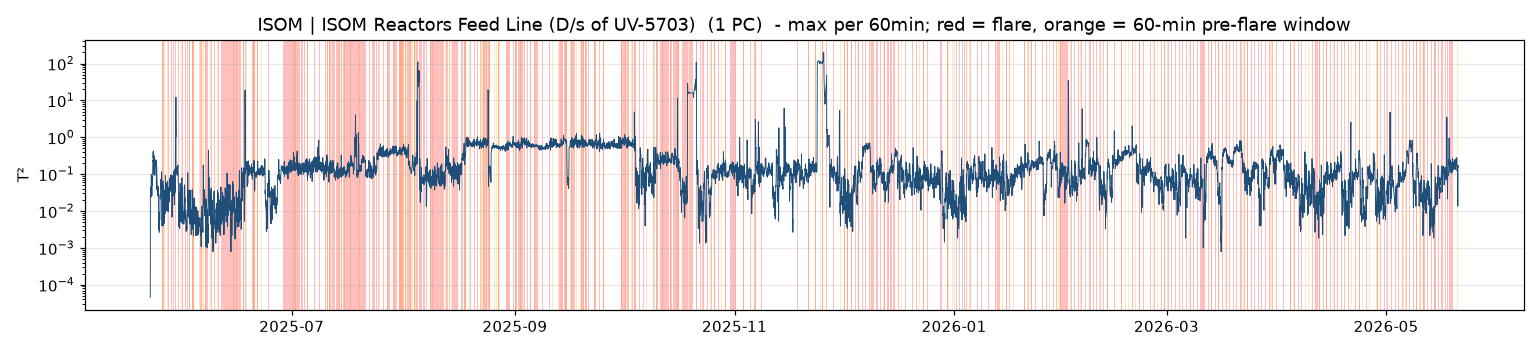 ISOM | ISOM Reactors Feed Line (D/s of UV-5703)  (1 PC)  - max per 60min; red = flare, orange = 60-min pre-flare window
10²
10¹
10⁰
10⁻¹
10⁻²
10⁻³
10⁻⁴
T²
2025-07 2025-09 2025-11 2026-01 2026-03 2026-05